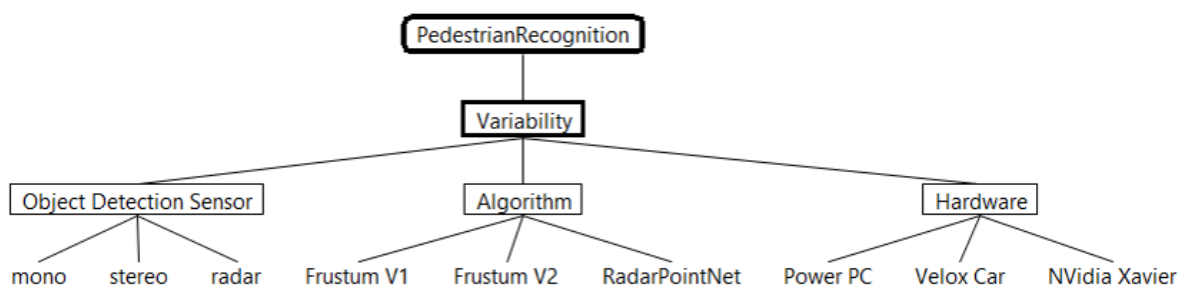 PedestrianRecognition
Variability
Object Detection Sensor Algorithm Hardware
mono stereo radar Frustum V1 Frustum V2 RadarPointNet Power PC Velox Car NVidia Xavier